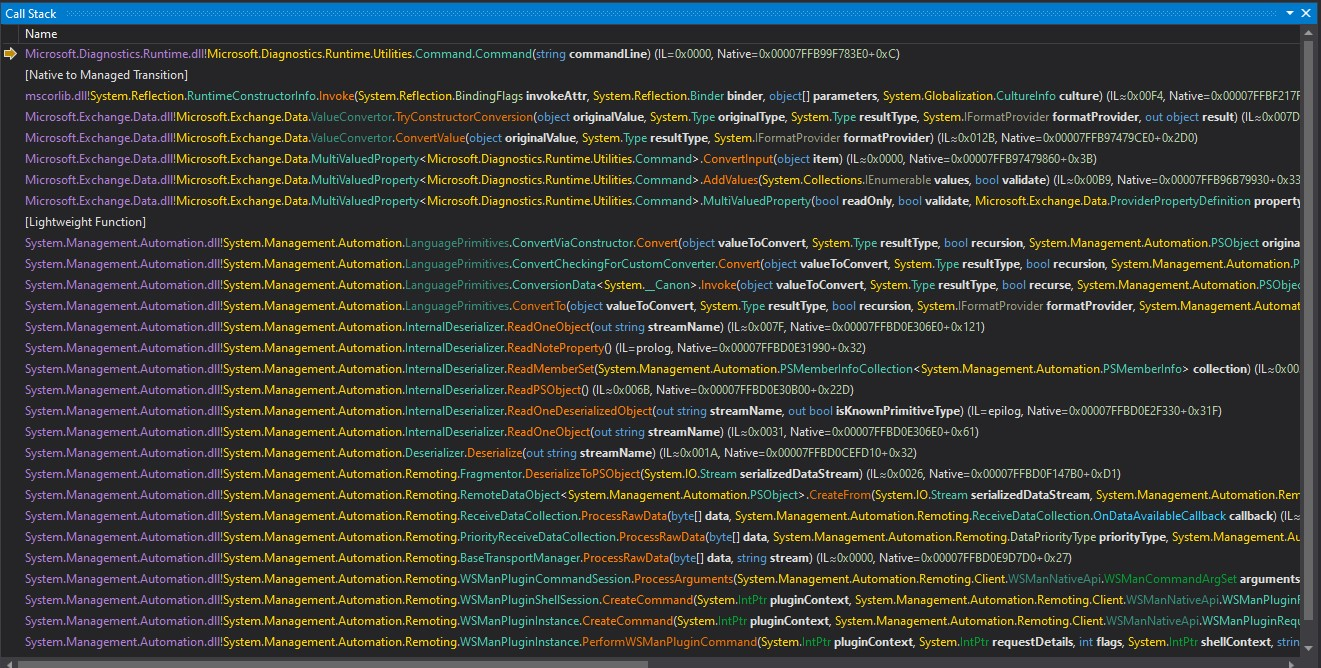 Call Stack
Name
Microsoft.Diagnostics.Runtime.dll!Microsoft.Diagnostics.Runtime.Utilities.Command.Command(string commandLine) (IL=0x0000, Native=0x00007FFB99F783E0+0xC)
[Native to Managed Transition]
mscorlib.dll!System.Reflection.RuntimeConstructorInfo.Invoke(System.Reflection.BindingFlags invokeAttr, System.Reflection.Binder binder, object[] parameters, System.Globalization.CultureInfo culture) (IL≈0x00F4, Native=0x00007FFBF217F
Microsoft.Exchange.Data.dll!Microsoft.Exchange.Data.ValueConvertor.TryConstructorConversion(object originalValue, System.Type originalType, System.Type resultType, System.IFormatProvider formatProvider, out object result) (IL≈0x007D
Microsoft.Exchange.Data.dll!Microsoft.Exchange.Data.ValueConvertor.ConvertValue(object originalValue, System.Type resultType, System.IFormatProvider formatProvider) (IL≈0x012B, Native=0x00007FFB97479CE0+0x2D0)
Microsoft.Exchange.Data.dll!Microsoft.Exchange.Data.MultiValuedProperty<Microsoft.Diagnostics.Runtime.Utilities.Command>.ConvertInput(object item) (IL≈0x0000, Native=0x00007FFB97479860+0x3B)
Microsoft.Exchange.Data.dll!Microsoft.Exchange.Data.MultiValuedProperty<Microsoft.Diagnostics.Runtime.Utilities.Command>.AddValues(System.Collections.IEnumerable values, bool validate) (IL≈0x00B9, Native=0x00007FFB96B79930+0x33
Microsoft.Exchange.Data.dll!Microsoft.Exchange.Data.MultiValuedProperty<Microsoft.Diagnostics.Runtime.Utilities.Command>.MultiValuedProperty(bool readOnly, bool validate, Microsoft.Exchange.Data.ProviderPropertyDefinition property
[Lightweight Function]
System.Management.Automation.dll!System.Management.Automation.LanguagePrimitives.ConvertViaConstructor.Convert(object valueToConvert, System.Type resultType, bool recursion, System.Management.Automation.PSObject origina
System.Management.Automation.dll!System.Management.Automation.LanguagePrimitives.ConvertCheckingForCustomConverter.Convert(object valueToConvert, System.Type resultType, bool recursion, System.Management.Automation.P
System.Management.Automation.dll!System.Management.Automation.LanguagePrimitives.ConversionData<System.__Canon>.Invoke(object valueToConvert, System.Type resultType, bool recurse, System.Management.Automation.PSObjec
System.Management.Automation.dll!System.Management.Automation.LanguagePrimitives.ConvertTo(object valueToConvert, System.Type resultType, bool recursion, System.IFormatProvider formatProvider, System.Management.Automat
System.Management.Automation.dll!System.Management.Automation.InternalDeserializer.ReadOneObject(out string streamName) (IL≈0x007F, Native=0x00007FFBD0E306E0+0x121)
System.Management.Automation.dll!System.Management.Automation.InternalDeserializer.ReadNoteProperty() (IL=prolog, Native=0x00007FFBD0E31990+0x32)
System.Management.Automation.dll!System.Management.Automation.InternalDeserializer.ReadMemberSet(System.Management.Automation.PSMemberInfoCollection<System.Management.Automation.PSMemberInfo> collection) (IL≈0x00
System.Management.Automation.dll!System.Management.Automation.InternalDeserializer.ReadPSObject() (IL≈0x006B, Native=0x00007FFBD0E30B00+0x22D)
System.Management.Automation.dll!System.Management.Automation.InternalDeserializer.ReadOneDeserializedObject(out string streamName, out bool isKnownPrimitiveType) (IL=epilog, Native=0x00007FFBD0E2F330+0x31F)
System.Management.Automation.dll!System.Management.Automation.InternalDeserializer.ReadOneObject(out string streamName) (IL≈0x0031, Native=0x00007FFBD0E306E0+0x61)
System.Management.Automation.dll!System.Management.Automation.Deserializer.Deserialize(out string streamName) (IL≈0x001A, Native=0x00007FFBD0CEFD10+0x32)
System.Management.Automation.dll!System.Management.Automation.Remoting.Fragmentor.DeserializeToPSObject(System.IO.Stream serializedDataStream) (IL≈0x0026, Native=0x00007FFBD0F147B0+0xD1)
System.Management.Automation.dll!System.Management.Automation.Remoting.RemoteDataObject<System.Management.Automation.PSObject>.CreateFrom(System.IO.Stream serializedDataStream, System.Management.Automation.Rem
System.Management.Automation.dll!System.Management.Automation.Remoting.ReceiveDataCollection.ProcessRawData(byte[] data, System.Management.Automation.Remoting.ReceiveDataCollection.OnDataAvailableCallback callback) (IL≈
System.Management.Automation.dll!System.Management.Automation.Remoting.PriorityReceiveDataCollection.ProcessRawData(byte[] data, System.Management.Automation.Remoting.DataPriorityType priorityType, System.Management.Au
System.Management.Automation.dll!System.Management.Automation.Remoting.BaseTransportManager.ProcessRawData(byte[] data, string stream) (IL≈0x0000, Native=0x00007FFBD0E9D7D0+0x27)
System.Management.Automation.dll!System.Management.Automation.Remoting.WSManPluginCommandSession.ProcessArguments(System.Management.Automation.Remoting.Client.WSManNativeApi.WSManCommandArgSet arguments
System.Management.Automation.dll!System.Management.Automation.Remoting.WSManPluginShellSession.CreateCommand(System.IntPtr pluginContext, System.Management.Automation.Remoting.Client.WSManNativeApi.WSManPluginR
System.Management.Automation.dll!System.Management.Automation.Remoting.WSManPluginInstance.CreateCommand(System.IntPtr pluginContext, System.Management.Automation.Remoting.Client.WSManNativeApi.WSManPluginRequ
System.Management.Automation.dll!System.Management.Automation.Remoting.WSManPluginInstance.PerformWSManPluginCommand(System.IntPtr pluginContext, System.IntPtr requestDetails, int flags, System.IntPtr shellContext, strin